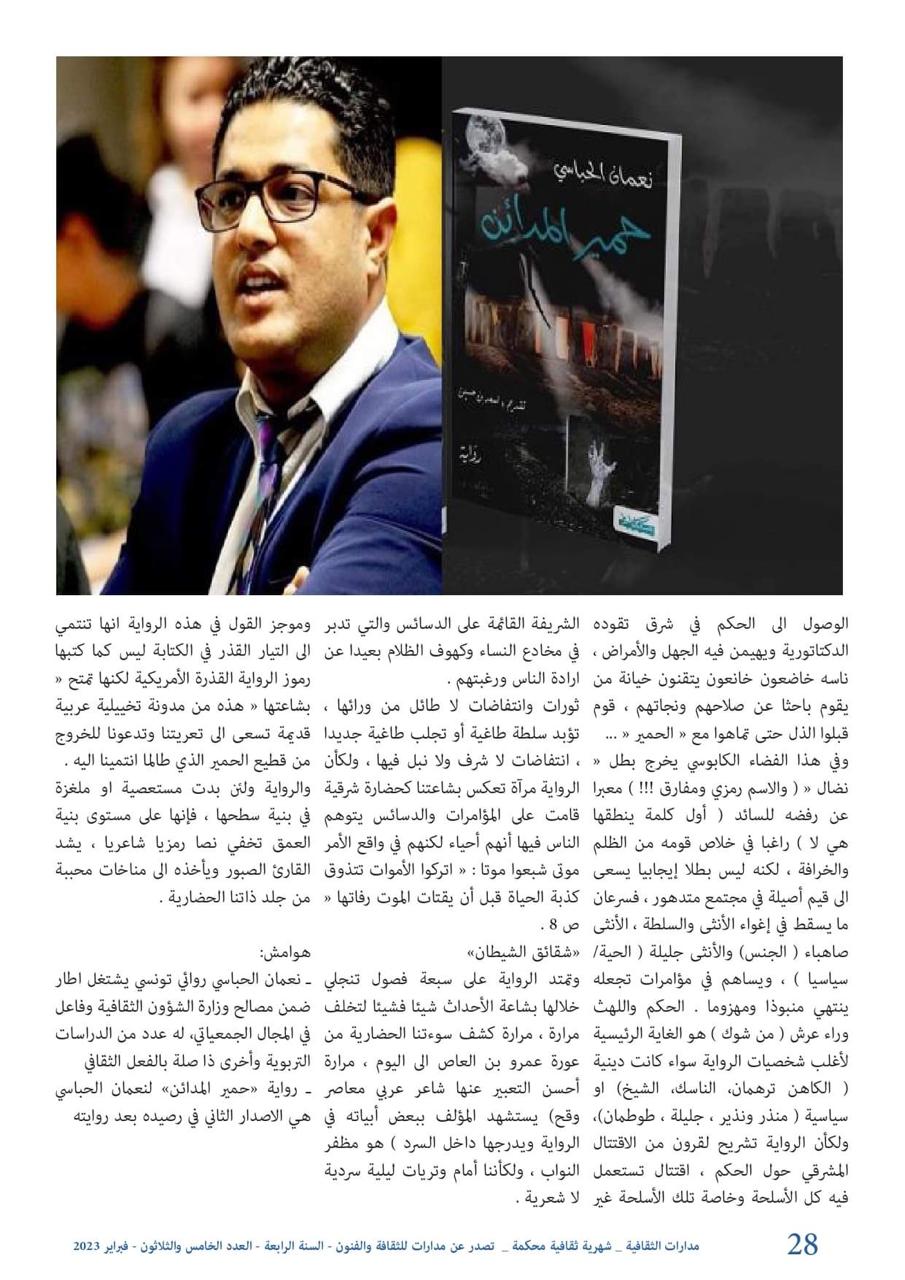 نعمان الحباسي
حمير المدائن
رواية
الوصول الى الحكم في شرق تقوده
الدكتاتورية ويهيمن فيه الجهل والأمراض ،
ناسه خاضعون خانعون يتقنون خيانة من
يقوم باحثا عن صلاحهم ونجاتهم ، قوم
قبلوا الذل حتى تماهوا مع « الحمير « ...
وفي هذا الفضاء الكابوسي يخرج بطل «
نضال « ( والاسم رمزي ومفارق !!! ) معبرا
عن رفضه للسائد ( أول كلمة ينطقها
هي لا ) راغبا في خلاص قومه من الظلم
والخرافة ، لكنه ليس بطلا إيجابيا يسعى
الى قيم أصيلة في مجتمع متدهور ، فسرعان
ما يسقط في إغواء الأنثى والسلطة ، الأنثى
صاهباء ( الجنس) والأنثى جليلة ( الحية/
سياسيا ) ، ويساهم في مؤامرات تجعله
ينتهي منبوذا ومهزوما . الحكم واللهث
وراء عرش ( من شوك ) هو الغاية الرئيسية
لأغلب شخصيات الرواية سواء كانت دينية
( الكاهن ترهمان، الناسك، الشيخ) او
سياسية ( منذر ونذير ، جليلة ، طوطمان)،
ولكأن الرواية تشريح لقرون من الاقتتال
المشرقي حول الحكم ، اقتتال تستعمل
فيه كل الأسلحة وخاصة تلك الأسلحة غير
الشريفة القائمة على الدسائس والتي تدبر
في مخادع النساء وكهوف الظلام بعيدا عن
ارادة الناس ورغبتهم .
ثورات وانتفاضات لا طائل من ورائها ،
تؤبد سلطة طاغية أو تجلب طاغية جديدا
، انتفاضات لا شرف ولا نبل فيها ، ولكأن
الرواية مرآة تعكس بشاعتنا كحضارة شرقية
قامت على المؤامرات والدسائس يتوهم
الناس فيها أنهم أحياء لكنهم في واقع الأمر
موتى شبعوا موتا : « اتركوا الأموات تتذوق
كذبة الحياة قبل أن يقتات الموت رفاتها «
ص 8 .
«شقائق الشيطان»
وتمتد الرواية على سبعة فصول تنجلي
خلالها بشاعة الأحداث شيئا فشيئا لتخلف
مرارة ، مرارة كشف سوءتنا الحضارية من
عورة عمرو بن العاص الى اليوم ، مرارة
أحسن التعبير عنها شاعر عربي معاصر
وقح) يستشهد المؤلف ببعض أبياته في
الرواية ويدرجها داخل السرد ) هو مظفر
النواب ، ولكأننا أمام وتريات ليلية سردية
لا شعرية .
وموجز القول في هذه الرواية انها تنتمي
الى التيار القذر في الكتابة ليس كما كتبها
رموز الرواية القذرة الأمريكية لكنها تمتح «
بشاعتها « هذه من مدونة تخييلية عربية
قديمة تسعى الى تعريتنا وتدعونا للخروج
من قطيع الحمير الذي طالما انتمينا اليه .
والرواية ولئن بدت مستعصية او ملغزة
في بنية سطحها ، فإنها على مستوى بنية
العمق تخفي نصا رمزيا شاعريا ، يشد
القارئ الصبور ويأخذه الى مناخات محببة
من جلد ذاتنا الحضارية .
هوامش:
ـ نعمان الحباسي روائي تونسي يشتغل اطار
ضمن مصالح وزارة الشؤون الثقافية وفاعل
في المجال الجمعياتي، له عدد من الدراسات
التربوية وأخرى ذا صلة بالفعل الثقافي
ـ رواية «حمير المدائن» لنعمان الحباسي
هي الاصدار الثاني في رصيده بعد روايته
مدارات الثقافية _ شهرية ثقافية محكمة _ تصدر عن مدارات للثقافة والفنون - السنة الرابعة - العدد الخامس والثلاثون - فبراير 2023
28